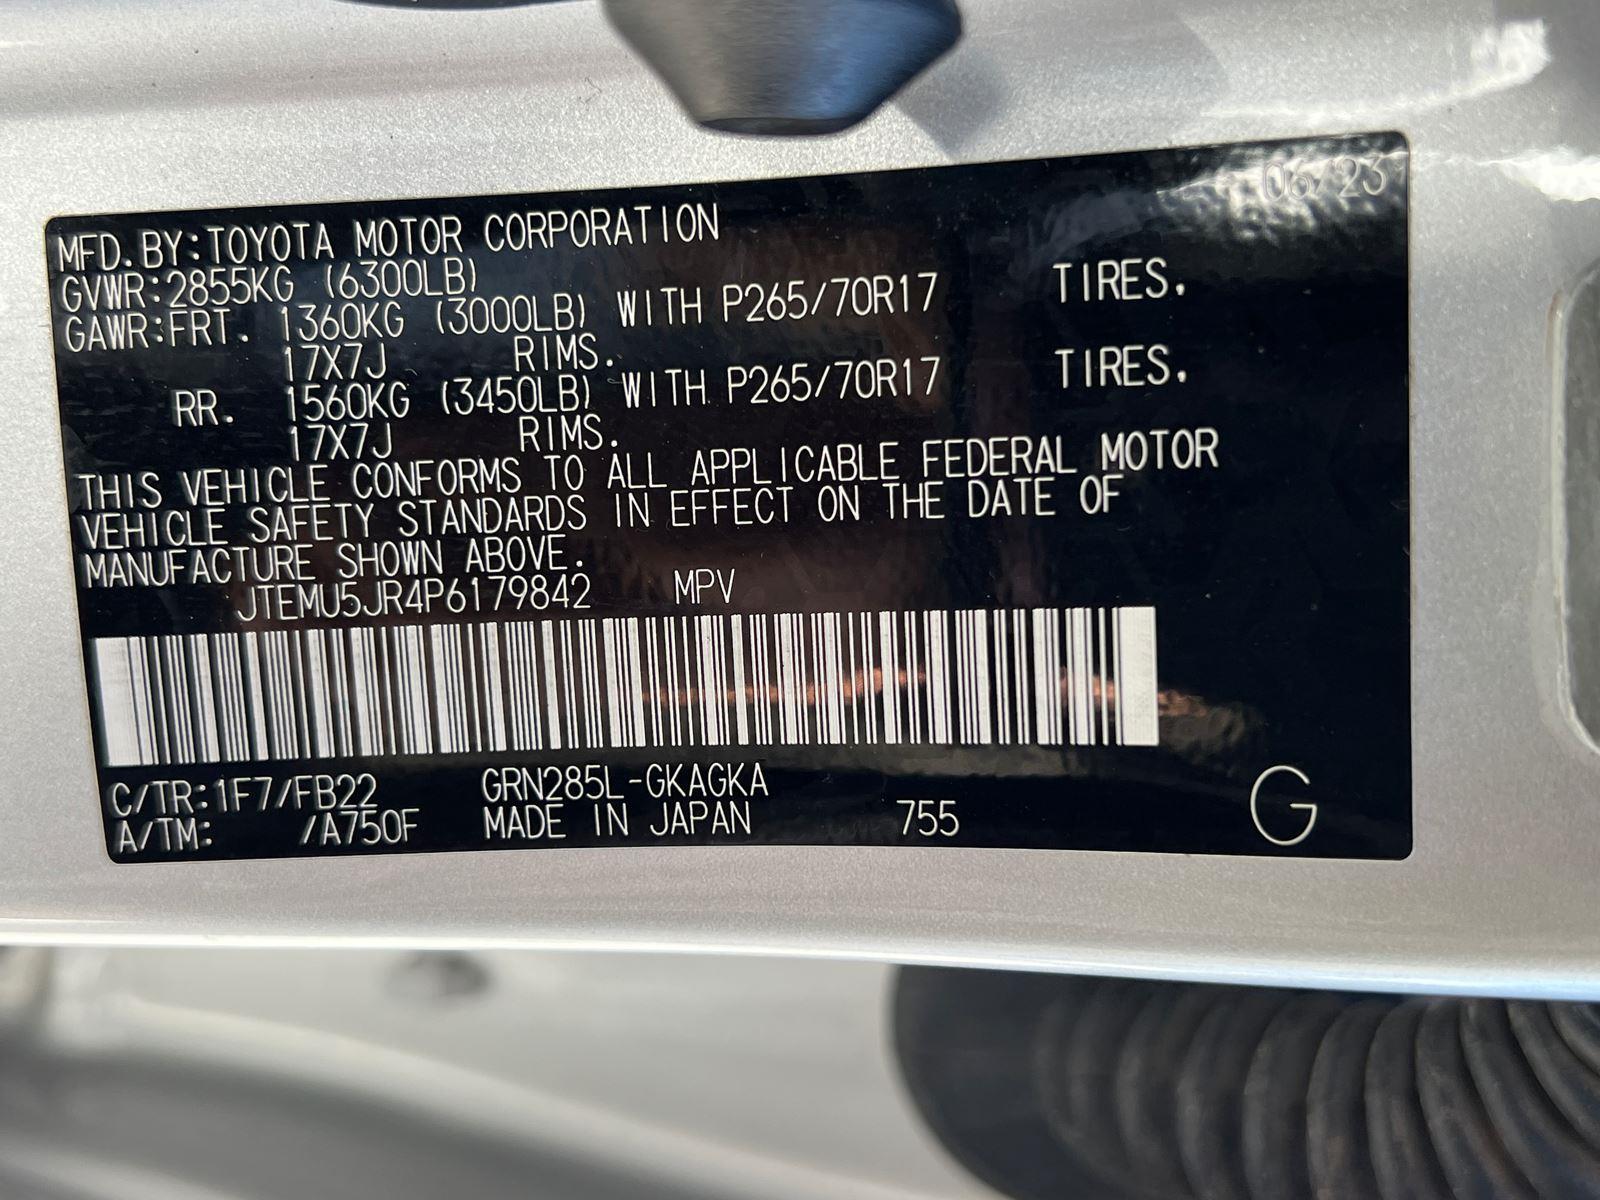 06/23
MFD.BY:TOYOTA MOTOR CORPORATION
GVWR:2855KG (6300LB)
GAWR:FRT. 1360KG (3000LB) WITH P265/70R17 TIRES.
17X7J RIMS.
RR. 1560KG (3450LB) WITH P265/70R17 TIRES.
17X7J RIMS.
THIS VEHICLE CONFORMS TO ALL APPLICABLE FEDERAL MOTOR
VEHICLE SAFETY STANDARDS IN EFFECT ON THE DATE OF
MANUFACTURE SHOWN ABOVE.
JTEMU5JR4P6179842 MPV
C/TR:1F7/FB22 GRN285L-GKAGKA
A/TM: /A750F MADE IN JAPAN 755 G